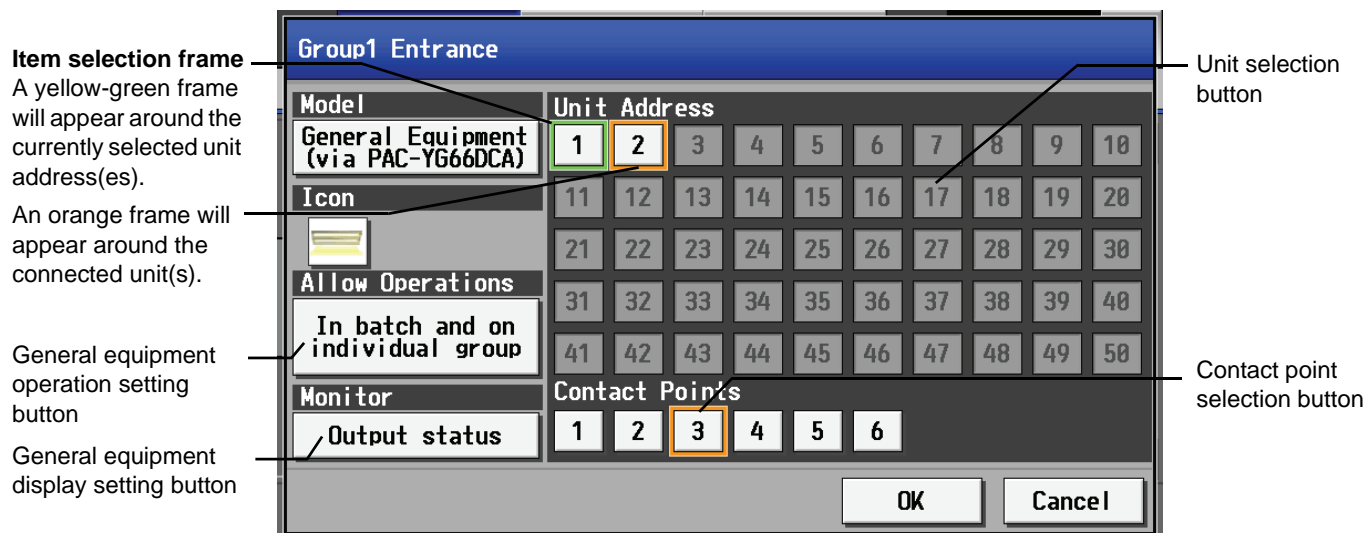 Item selection frame
A yellow-green frame
will appear around the
currently selected unit
address(es).
An orange frame will
appear around the
connected unit(s).
General equipment
operation setting
button
General equipment
display setting button
Group1 Entrance
Model
General Equipment
(via PAC-YG66DCA)
Icon
Allow Operations
In batch and on
individual group
Monitor
Output status
Unit Address
1 2 3 4 5 6 7 8 9 10
11 12 13 14 15 16 17 18 19 20
21 22 23 24 25 26 27 28 29 30
31 32 33 34 35 36 37 38 39 40
41 42 43 44 45 46 47 48 49 50
Contact Points
1 2 3 4 5 6
OK Cancel
Unit selection
button
Contact point
selection button